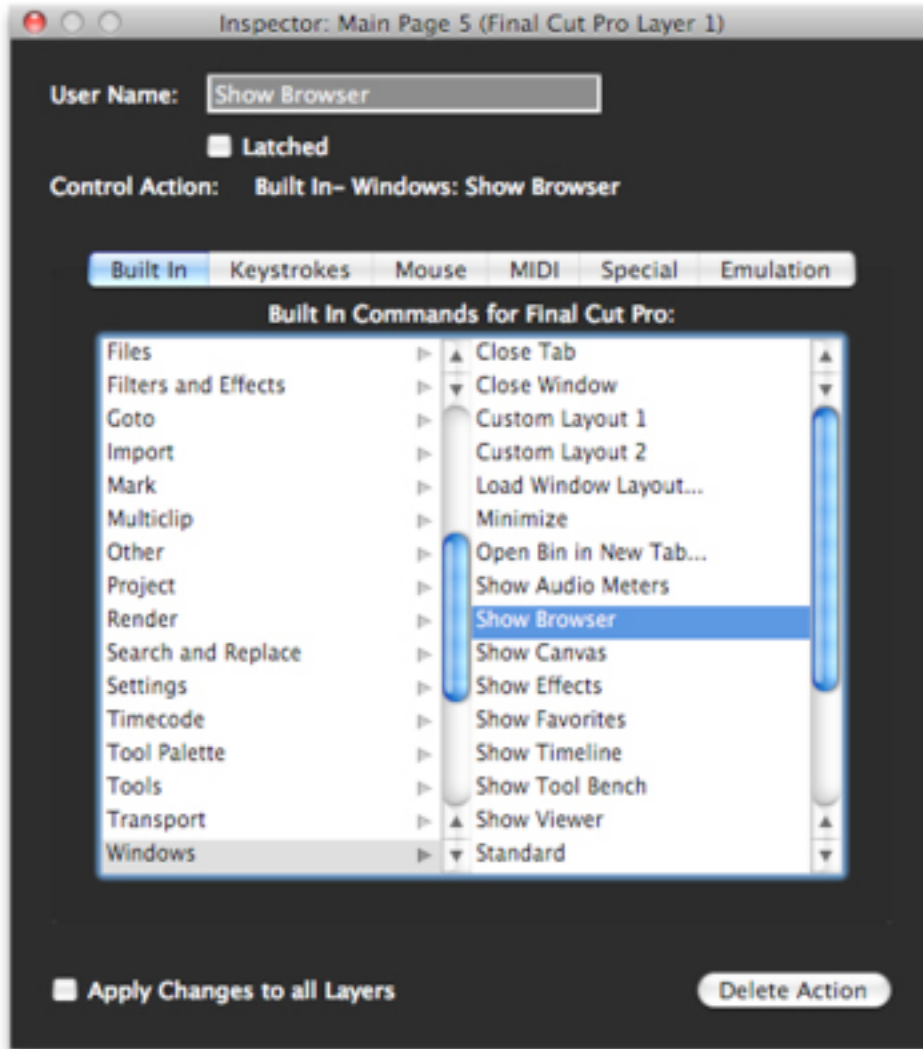 Inspector: Main Page 5 (Final Cut Pro Layer 1)
User Name: Show Browser
Latched
Control Action: Built In- Windows: Show Browser
Built In Keystrokes Mouse MIDI Special Emulation
Built In Commands for Final Cut Pro:
Files Close Tab
Filters and Effects Close Window
Goto Custom Layout 1
Import Custom Layout 2
Mark Load Window Layout...
Multiclip Minimize
Other Open Bin in New Tab...
Project Show Audio Meters
Render Show Browser
Search and Replace Show Canvas
Settings Show Effects
Timecode Show Favorites
Tool Palette Show Timeline
Tools Show Tool Bench
Transport Show Viewer
Windows Standard
Apply Changes to all Layers Delete Action